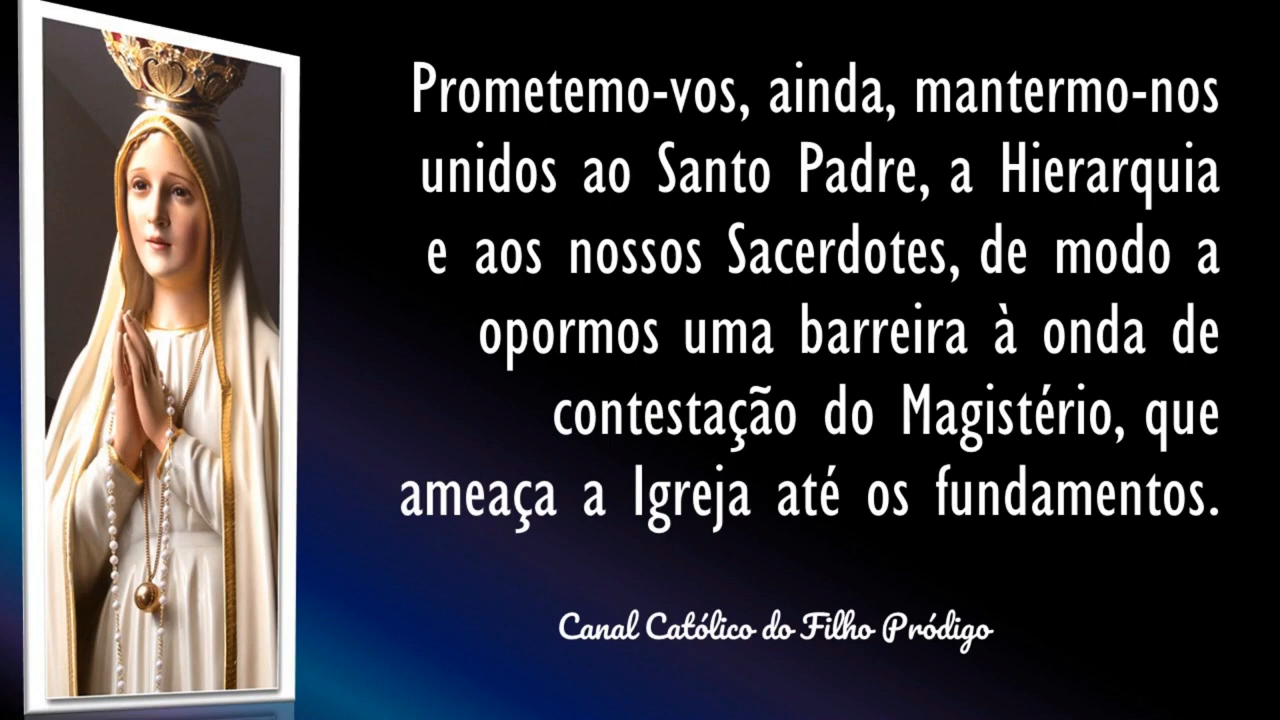 Prometemo-vos, ainda, mantermo-nos
unidos ao Santo Padre, a Hierarquia
e aos nossos Sacerdotes, de modo a
opormos uma barreira à onda de
contestação do Magistério, que
ameaça a Igreja até os fundamentos.
Canal Católico do Filho Pródigo